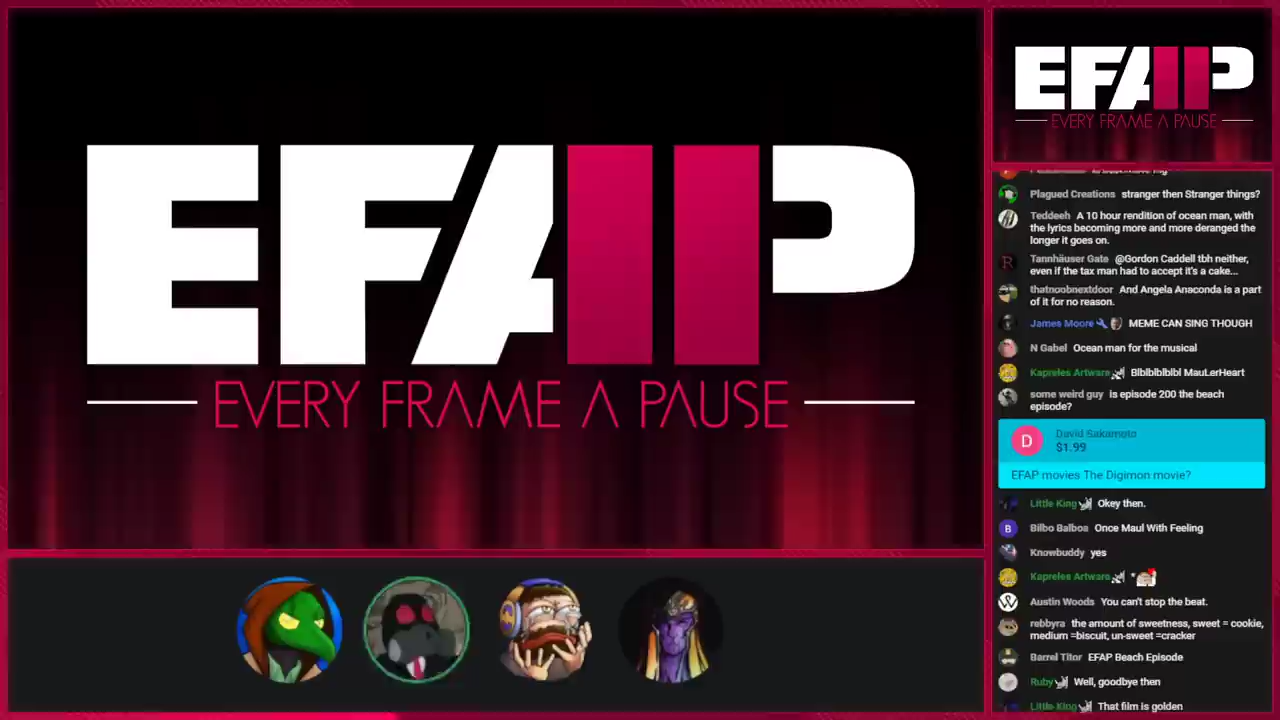 EFAP
EVERY FRAME A PAUSE
EFAP
EVERY FRAME A PAUSE
Plagued Creations stranger then Stranger things?
Teddeeh A 10 hour rendition of ocean man, with
the lyrics becoming more and more deranged the
longer it goes on.
R
Tannhäuser Gate @Gordon Caddell tbh neither,
even if the tax man had to accept it's a cake...
thatnoobnextdoor And Angela Anaconda is a part
of it for no reason.
James Moore MEME CAN SING THOUGH
N Gabel Ocean man for the musical
Kapreles Artwars Blblblblblbl MauLerHeart
some weird guy Is episode 200 the beach
episode?
D
David Sakamoto
$1.99
EFAP movies The Digimon movie?
Little King Okey then.
B
Bilbo Balboa Once Maul With Feeling
Knowbuddy yes
Kapreles Artwars
W
Austin Woods You can't stop the beat.
rebbyra the amount of sweetness, sweet = cookie,
medium =biscuit, un-sweet =cracker
Barrel Titor EFAP Beach Episode
Ruby Well, goodbye then
Little King That film is golden